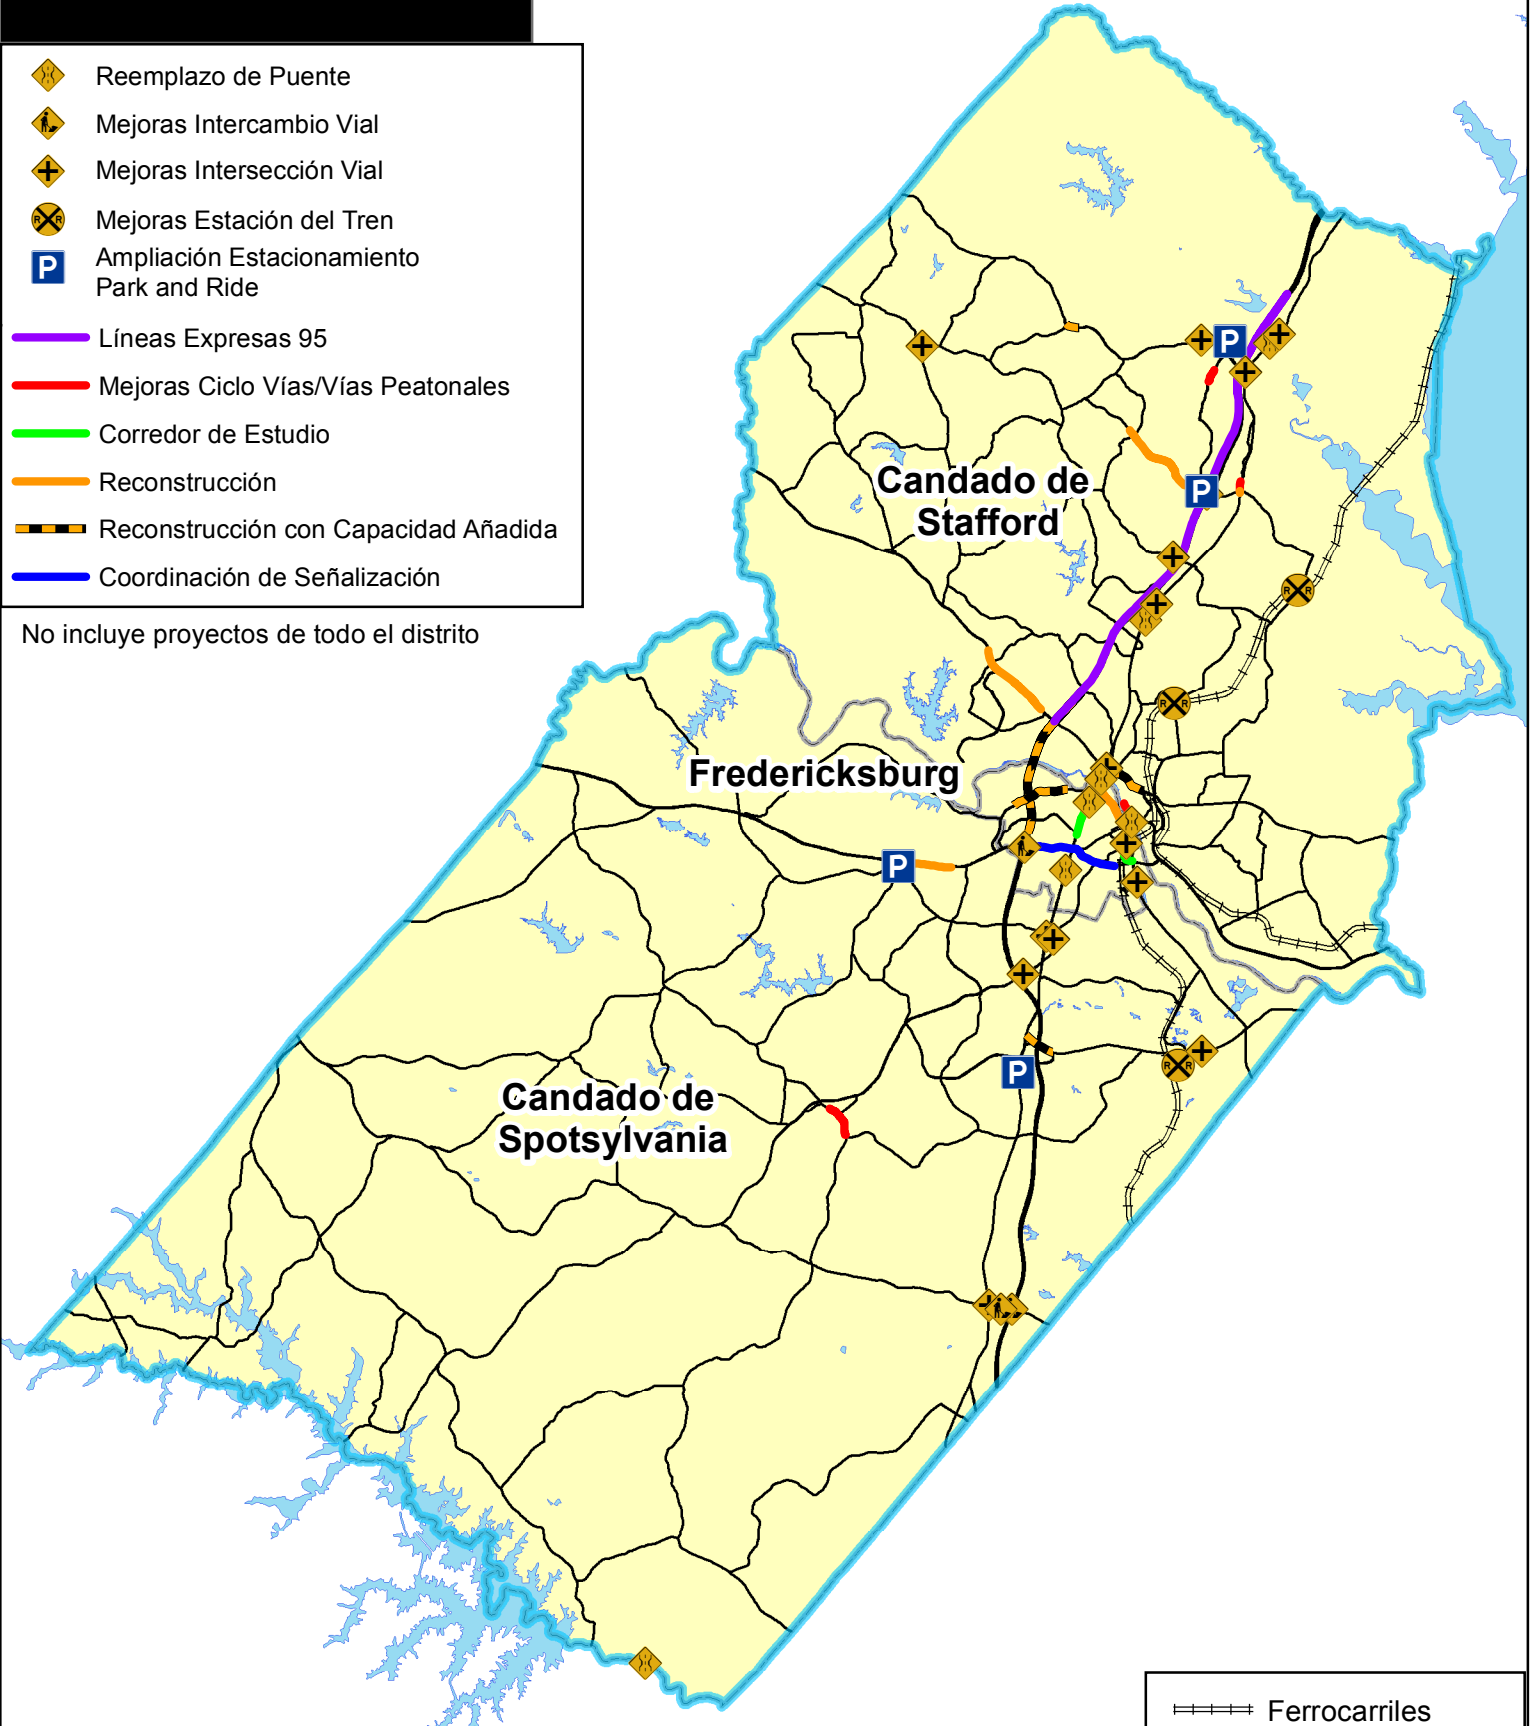 Reemplazo de Puente
Mejoras Intercambio Vial
Mejoras Intersección Vial
R R Mejoras Estación del Tren
P Ampliación Estacionamiento
Park and Ride
Líneas Expresas 95
Mejoras Ciclo Vías/Vías Peatonales
Corredor de Estudio
Reconstrucción
Reconstrucción con Capacidad Añadida
Coordinación de Señalización
No incluye proyectos de todo el distrito
P
Candado de
Stafford
P
R R
R R
Fredericksburg
P
R R
P
Candado de
Spotsylvania
Ferrocarriles